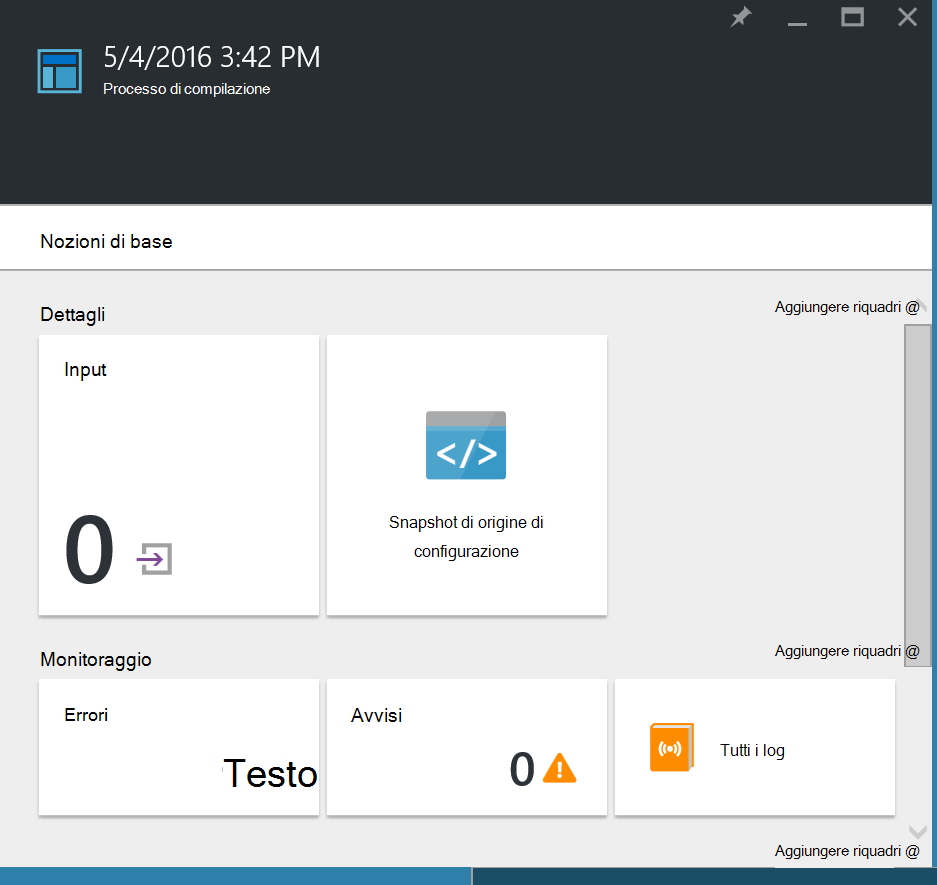 5/4/2016 3:42 PM
Processo di compilazione
Nozioni di base
Dettagli
Aggiungere riquadri @
Input
0
</>
Snapshot di origine di
configurazione
Monitoraggio
Aggiungere riquadri @
Errori
Testo
Avvisi
0
Tutti i log
Aggiungere riquadri @